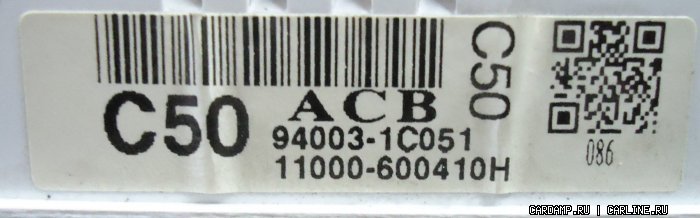 C50
ACB
C50
94003-1C051
11000-600410H
086
CARDAMP.RU | CARLINE.RU